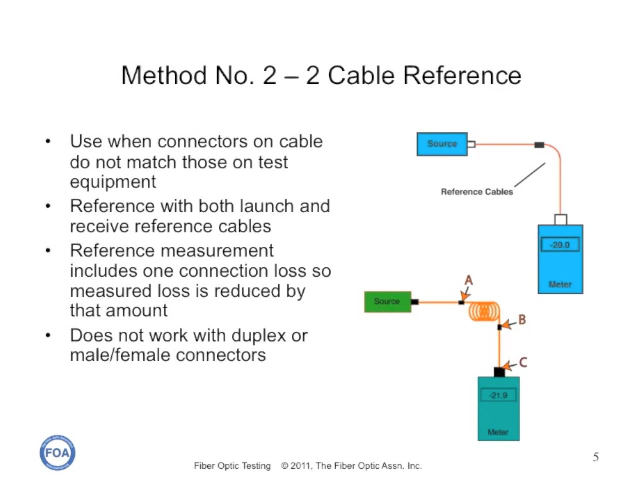 Method No. 2 – 2 Cable Reference
• Use when connectors on cable
do not match those on test
equipment
• Reference with both launch and
receive reference cables
• Reference measurement
includes one connection loss so
measured loss is reduced by
that amount
• Does not work with duplex or
male/female connectors
Source
Reference Cables
-20.0
Meter
A
Source
B
C
-21.9
Meter
FOA
Fiber Optic Testing © 2011, The Fiber Optic Assn, Inc.
5